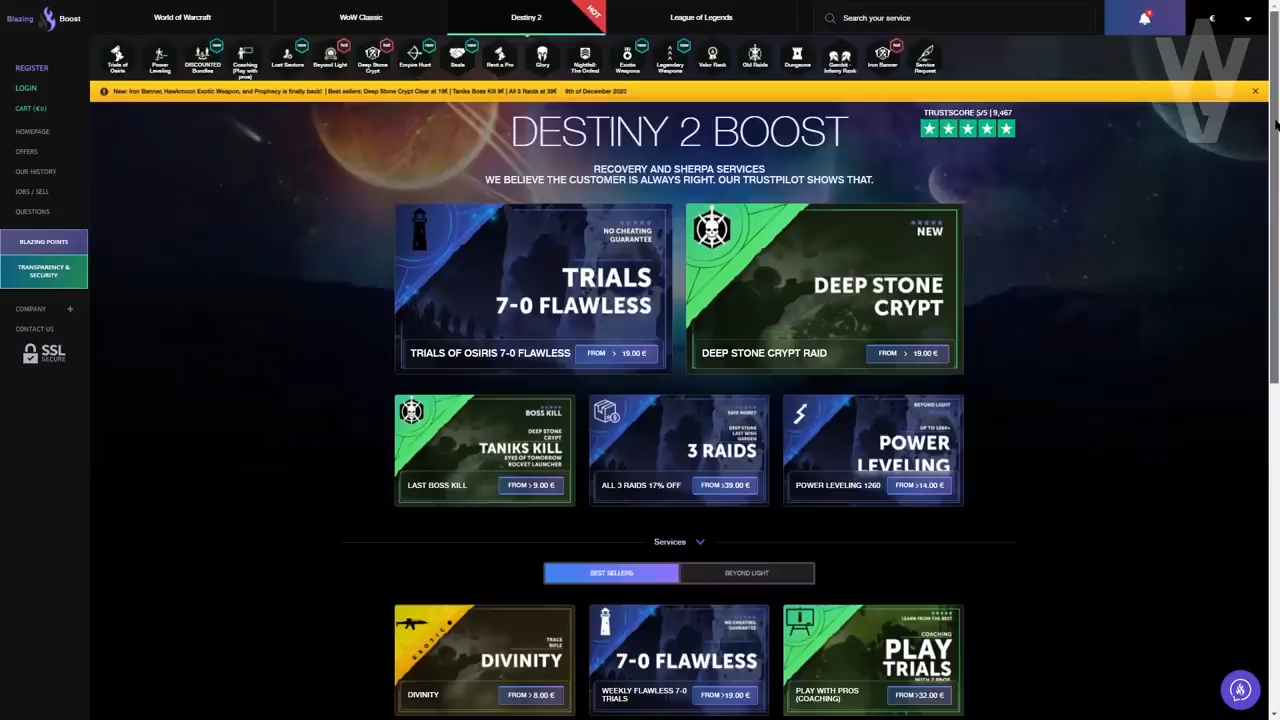 Blazing Boost
World of Warcraft
WoW Classic
Destiny 2
HOT
League of Legends
Search your service
€
Trials of Osiris
Power Leveling
new
DISCOUNTED Bundles
Coaching (Play with pros)
new
Lost Sectors
hot
Beyond Light
hot
Deep Stone Crypt
new
Empire Hunt
new
Seals
Rent a Pro
Glory
Nightfall: The Ordeal
new
Exotic Weapons
new
Legendary Weapons
Valor Rank
Old Raids
Dungeons
Gambit - Infamy Rank
hot
Iron Banner
Service Request
New: Iron Banner, Hawkmoon Exotic Weapon, and Prophecy is finally back! | Best sellers: Deep Stone Crypt Clear at 19€ | Taniks Boss Kill 9€ | All 3 Raids at 39€ 9th of December 2020
REGISTER
LOGIN
CART (€0)
HOMEPAGE
OFFERS
OUR HISTORY
JOBS / SELL
QUESTIONS
BLAZING POINTS
TRANSPARENCY &
SECURITY
COMPANY +
CONTACT US
SSL
SECURE
W
DESTINY 2 BOOST
TRUSTSCORE 5/5 | 9,467
RECOVERY AND SHERPA SERVICES
WE BELIEVE THE CUSTOMER IS ALWAYS RIGHT. OUR TRUSTPILOT SHOWS THAT.
NO CHEATING
GUARANTEE
TRIALS
7-0 FLAWLESS
TRIALS OF OSIRIS 7-0 FLAWLESS
FROM > 19.00 €
NEW
DEEP STONE
CRYPT
DEEP STONE CRYPT RAID
FROM > 19.00 €
BOSS KILL
DEEP STONE
CRYPT
TANIKS KILL
EYES OF TOMORROW
ROCKET LAUNCHER
LAST BOSS KILL
FROM > 9.00 €
SAVE MONEY
DEEP STONE
LAST WISH
GARDEN
3 RAIDS
ALL 3 RAIDS 17% OFF
FROM >39.00 €
BEYOND LIGHT
UP TO 1260+
POWER
LEVELING
POWER LEVELING 1260
FROM >14.00 €
Services
BEST SELLERS
BEYOND LIGHT
EXOTIC
TRACE
RIFLE
DIVINITY
DIVINITY
FROM > 8.00 €
NO CHEATING
GUARANTEE
7-0 FLAWLESS
WEEKLY FLAWLESS 7-0
TRIALS
FROM >19.00 €
LEARN FROM THE BEST
COACHING
PLAY
TRIALS
WITH 2 PROS
PLAY WITH PROS
(COACHING)
FROM >32.00 €